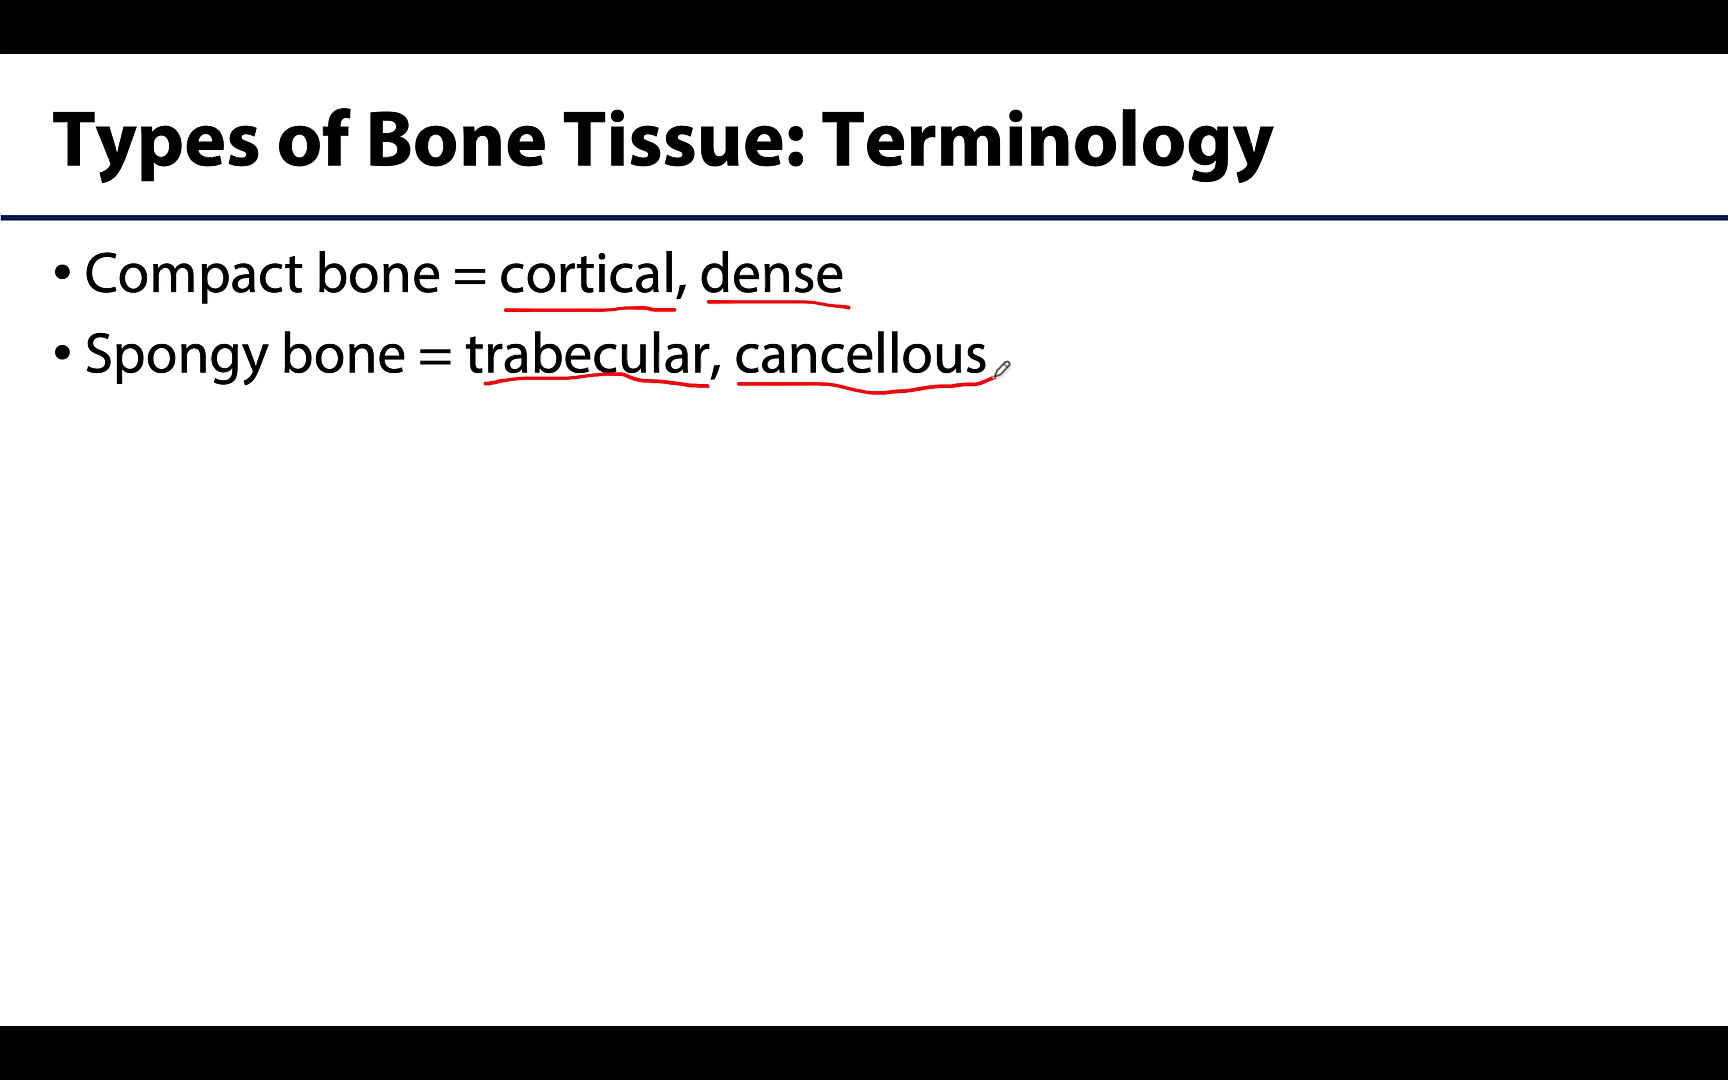 Types of Bone Tissue: Terminology
• Compact bone = cortical, dense
• Spongy bone = trabecular, cancellous